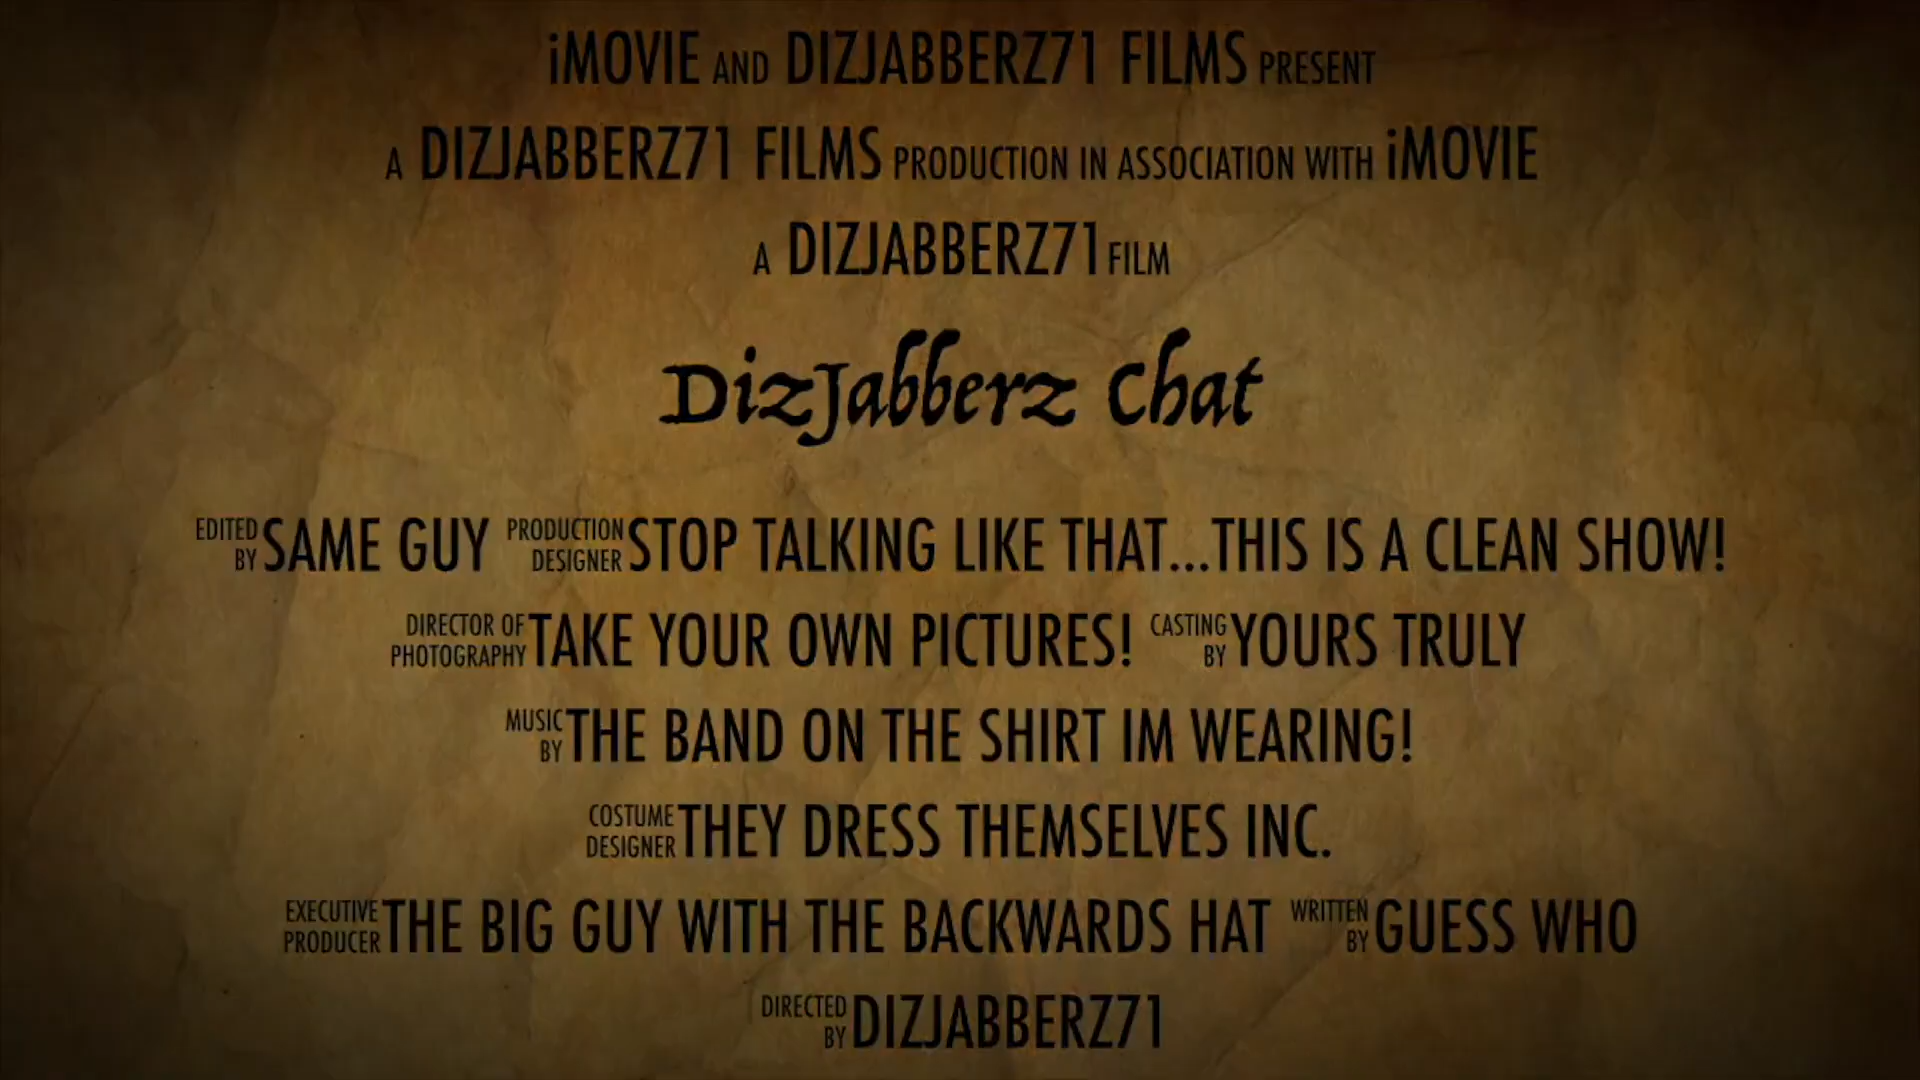 iMOVIE AND DIZJABBERZ71 FILMS PRESENT
A DIZJABBERZ71 FILMS PRODUCTION IN ASSOCIATION WITH iMOVIE
A DIZJABBERZ71 FILM
DizJabberz Chat
EDITED BY SAME GUY PRODUCTION DESIGNER STOP TALKING LIKE THAT...THIS IS A CLEAN SHOW!
DIRECTOR OF PHOTOGRAPHY TAKE YOUR OWN PICTURES! CASTING BY YOURS TRULY
MUSIC BY THE BAND ON THE SHIRT IM WEARING!
COSTUME DESIGNER THEY DRESS THEMSELVES INC.
EXECUTIVE PRODUCER THE BIG GUY WITH THE BACKWARDS HAT WRITTEN BY GUESS WHO
DIRECTED BY DIZJABBERZ71